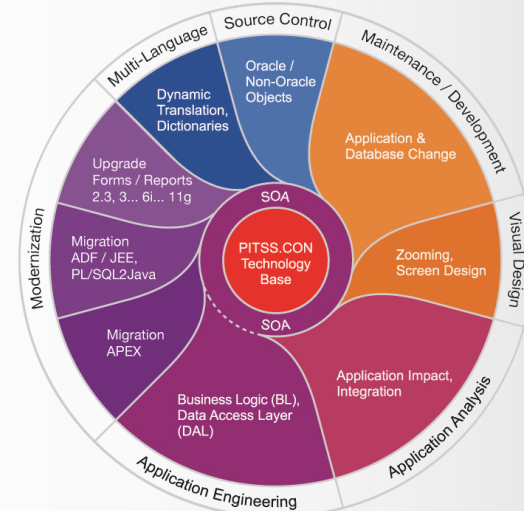 Source Control
Multi-Language
Maintenance / Development
Oracle /
Non-Oracle
Objects
Dynamic
Translation,
Dictionaries
Application &
Database Change
Upgrade
Forms / Reports
2.3, 3... 6i... 11g
SOA
Modernization
Visual Design
Migration
ADF / JEE,
PL/SQL2Java
PITSS.CON
Technology
Base
Zooming,
Screen Design
SOA
Migration
APEX
Application Impact,
Integration
Business Logic (BL),
Data Access Layer
(DAL)
Application Analysis
Application Engineering